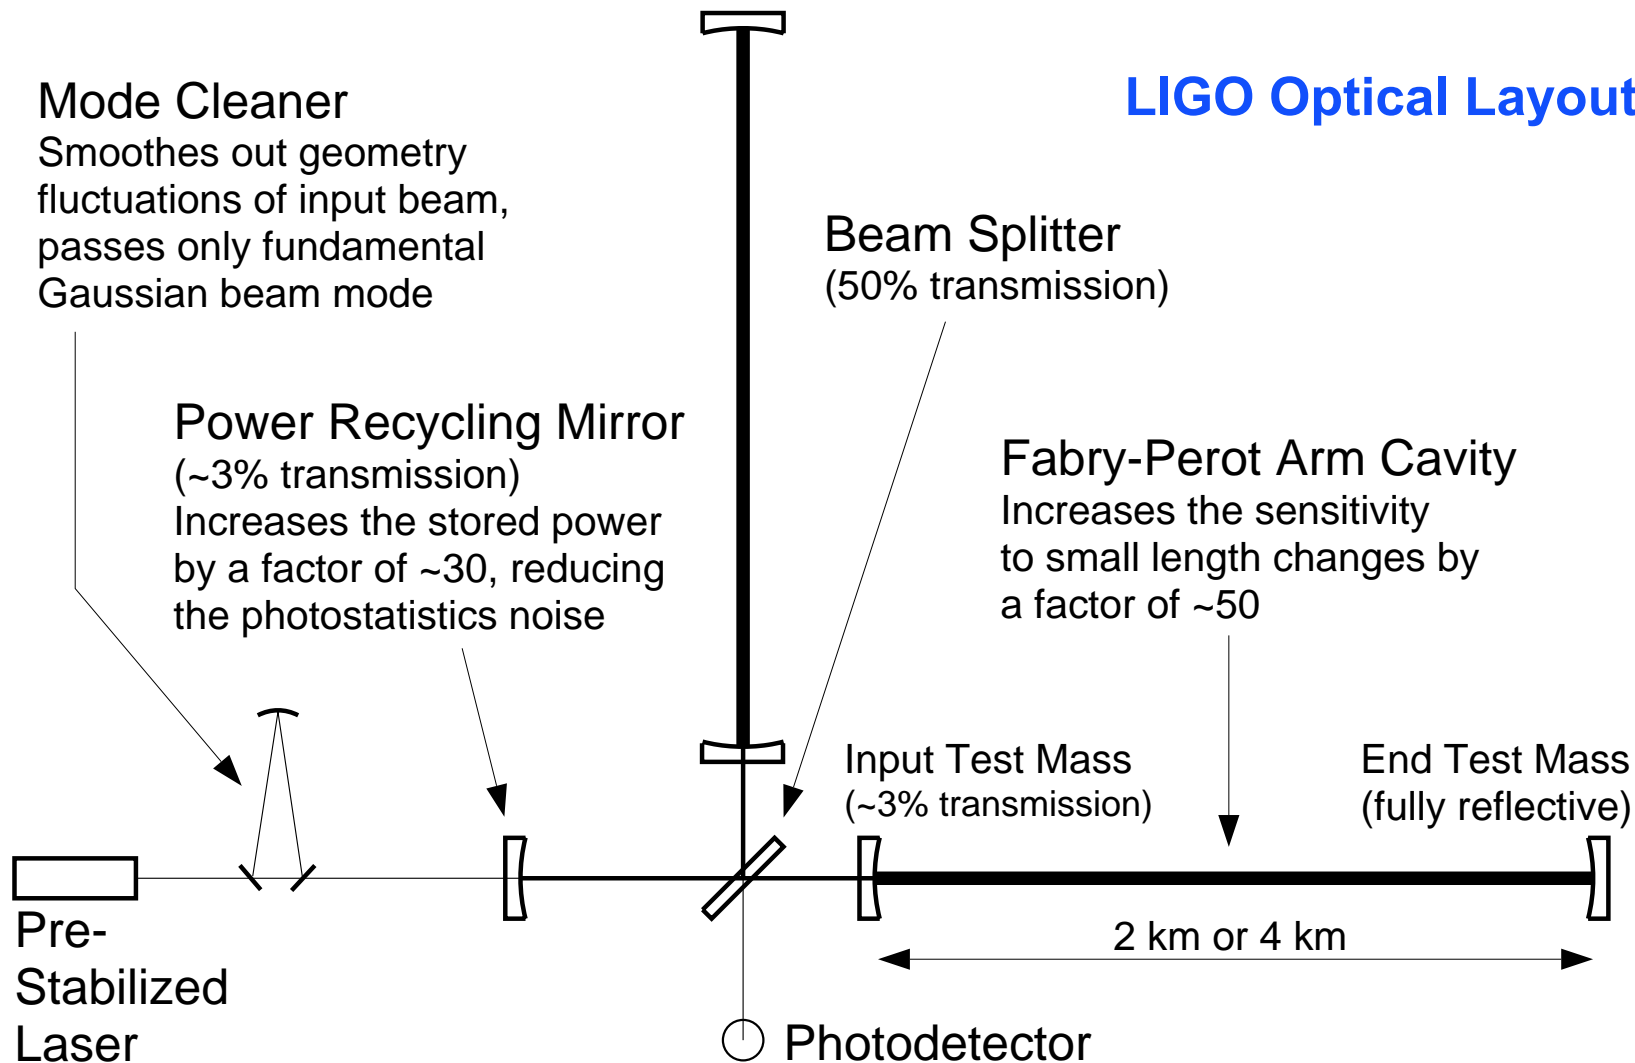 LIGO Optical Layout
Mode Cleaner
Smoothes out geometry
fluctuations of input beam,
passes only fundamental
Gaussian beam mode
Beam Splitter
(50% transmission)
Power Recycling Mirror
(~3% transmission)
Increases the stored power
by a factor of ~30, reducing
the photostatistics noise
Fabry-Perot Arm Cavity
Increases the sensitivity
to small length changes by
a factor of ~50
Input Test Mass
(~3% transmission)
End Test Mass
(fully reflective)
2 km or 4 km
Pre-
Stabilized
Laser
Photodetector